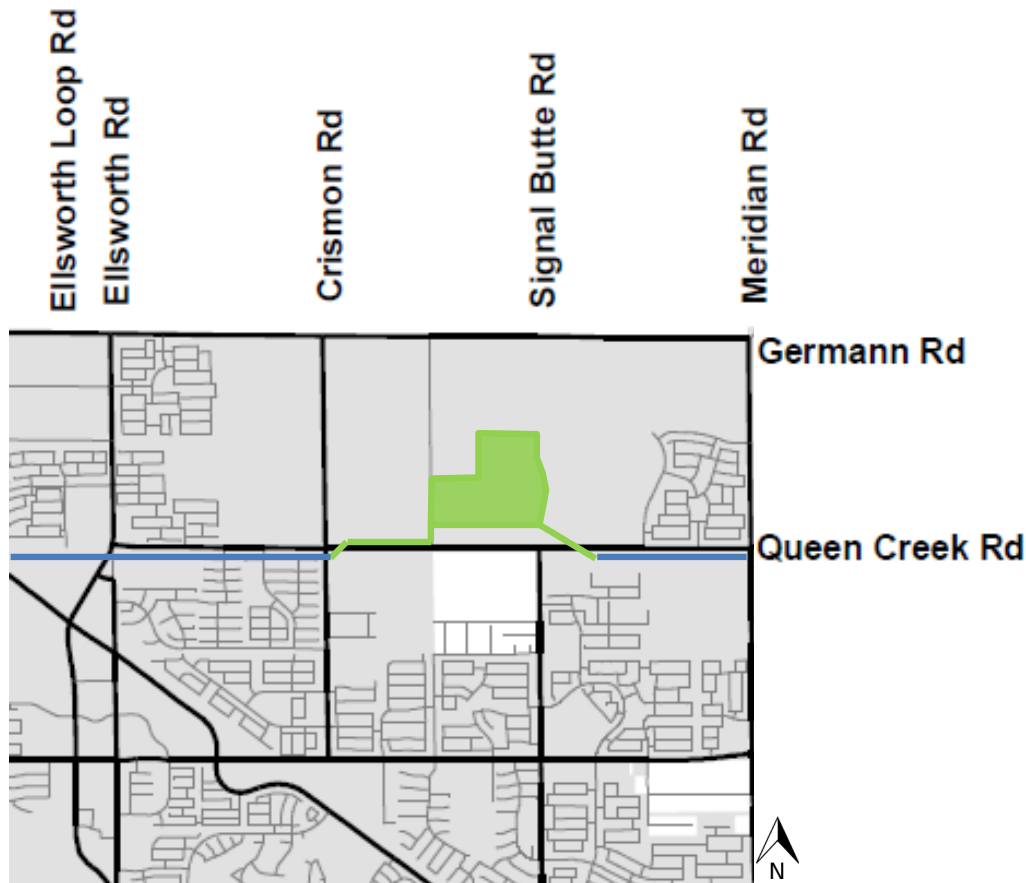 Ellsworth Loop Rd
Ellsworth Rd
Crismon Rd
Signal Butte Rd
Meridian Rd
Germann Rd
Queen Creek Rd
N